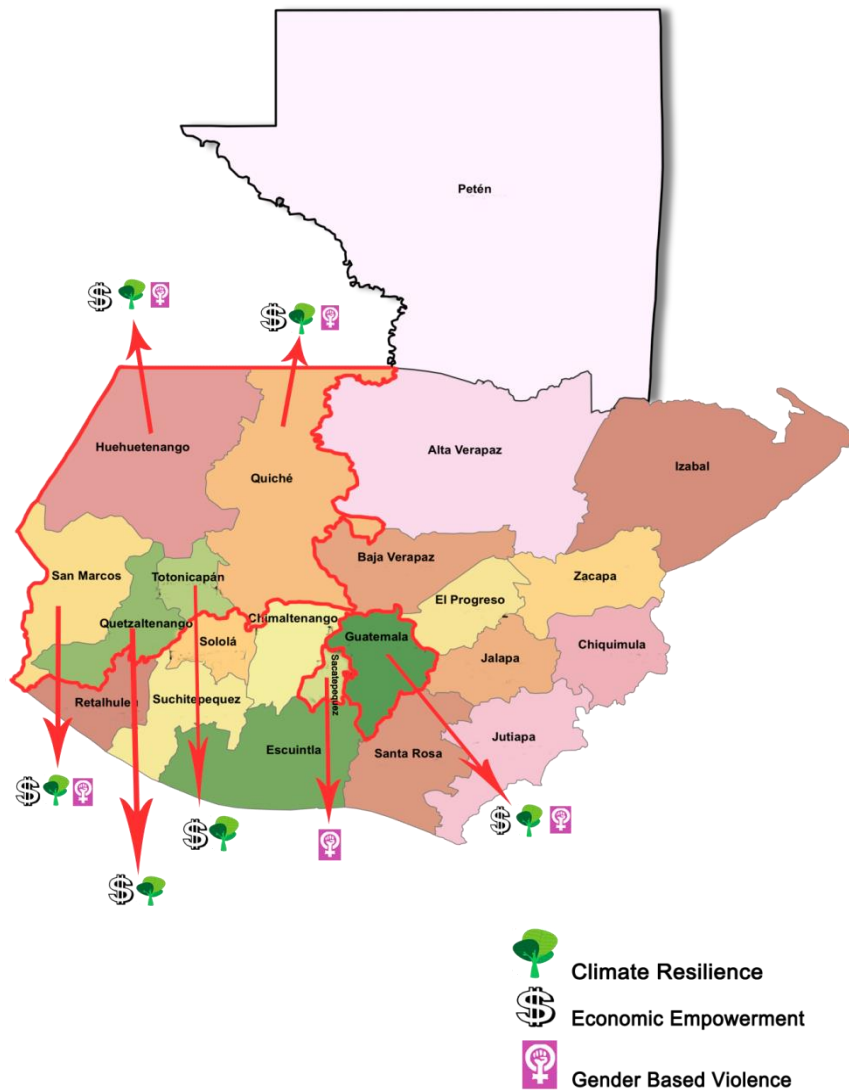 Petén
Huehuetenango
Quiché
Alta Verapaz
Izabal
San Marcos
Totonicapán
Baja Verapaz
Zacapa
El Progreso
Quetzaltenango
Chimaltenango
Sololá
Guatemala
Chiquimula
Jalapa
Sacatepequez
Retalhuleu
Suchitepequez
Escuintla
Santa Rosa
Jutiapa
$
$
$
$
$
$
Climate Resilience
$ Economic Empowerment
Gender Based Violence